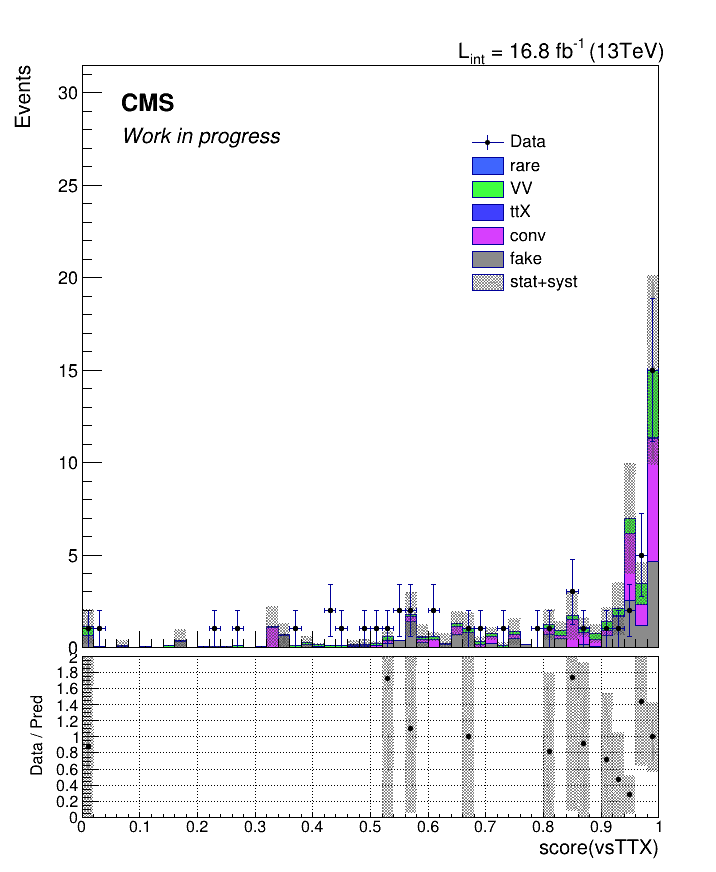 L_int = 16.8 fb^-1 (13TeV)
Events
CMS
Work in progress
Data
rare
VV
ttX
conv
fake
stat+syst
30
25
20
15
10
5
0
Data / Pred
2
1.8
1.6
1.4
1.2
1
0.8
0.6
0.4
0.2
0
0 0.1 0.2 0.3 0.4 0.5 0.6 0.7 0.8 0.9 1
score(vsTTX)